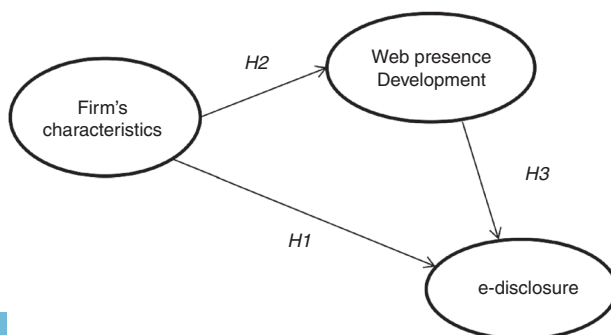 H2
Web presence
Development
Firm's
characteristics
H3
H1
e-disclosure